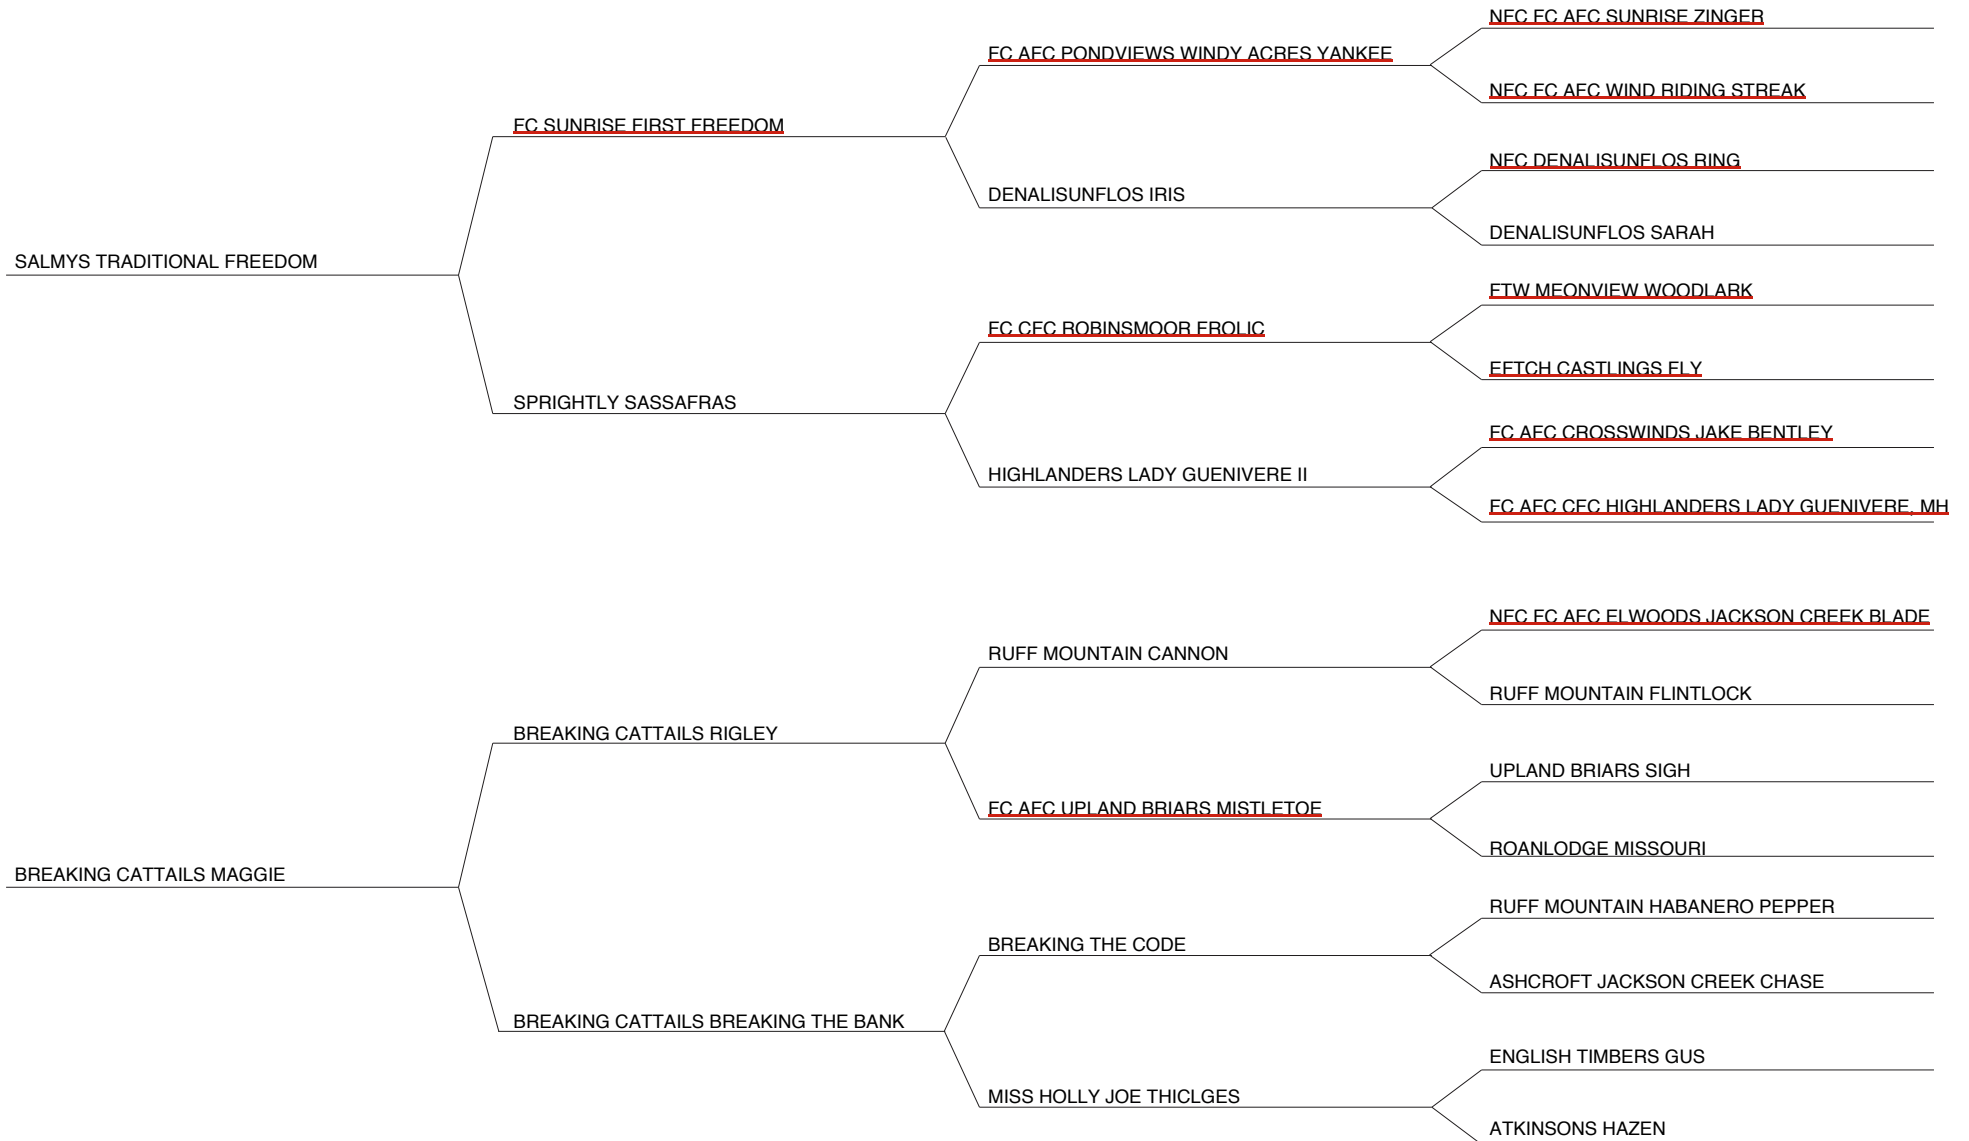 NFC FC AFC SUNRISE ZINGER
FC AFC PONDVIEWS WINDY ACRES YANKEE
NFC FC AFC WIND RIDING STREAK
FC SUNRISE FIRST FREEDOM
NFC DENALISUNFLOS RING
DENALISUNFLOS IRIS
DENALISUNFLOS SARAH
SALMYS TRADITIONAL FREEDOM
FTW MEONVIEW WOODLARK
FC CFC ROBINSMOOR FROLIC
EFTCH CASTLINGS FLY
SPRIGHTLY SASSAFRAS
FC AFC CROSSWINDS JAKE BENTLEY
HIGHLANDERS LADY GUENIVERE II
FC AFC CFC HIGHLANDERS LADY GUENIVERE, MH
NFC FC AFC ELWOODS JACKSON CREEK BLADE
RUFF MOUNTAIN CANNON
RUFF MOUNTAIN FLINTLOCK
BREAKING CATTAILS RIGLEY
UPLAND BRIARS SIGH
FC AFC UPLAND BRIARS MISTLETOE
ROANLODGE MISSOURI
BREAKING CATTAILS MAGGIE
RUFF MOUNTAIN HABANERO PEPPER
BREAKING THE CODE
ASHCROFT JACKSON CREEK CHASE
BREAKING CATTAILS BREAKING THE BANK
ENGLISH TIMBERS GUS
MISS HOLLY JOE THICLGES
ATKINSONS HAZEN